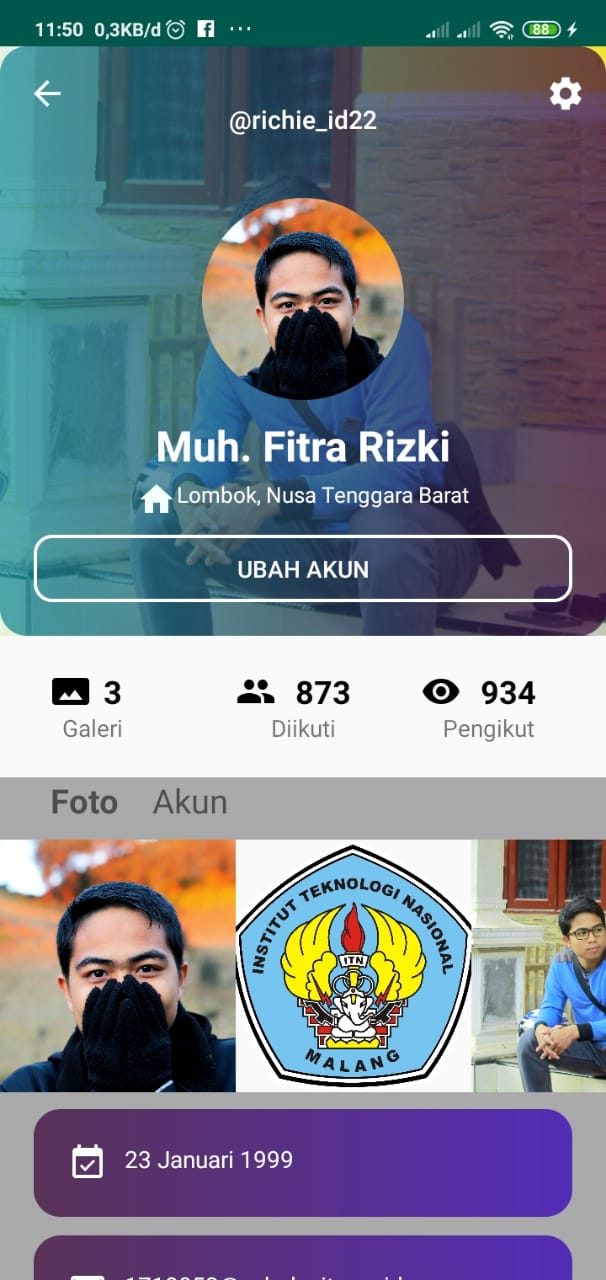 11:50 0,3KB/d ...
88
@richie_id22
Muh. Fitra Rizki
Lombok, Nusa Tenggara Barat
UBAH AKUN
3 873 934
Galeri Diikuti Pengikut
Foto Akun
INSTITUT TEKNOLOGI NASIONAL
ITN
MALANG
23 Januari 1999